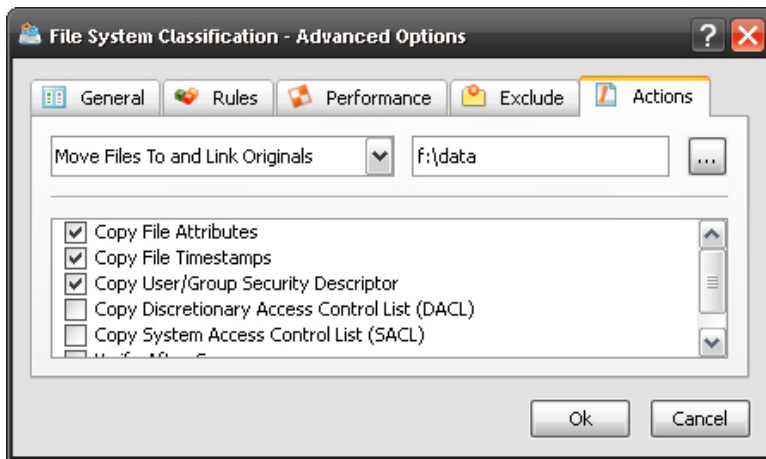 File System Classification - Advanced Options
General Rules Performance Exclude Actions
Move Files To and Link Originals f:\data ...
Copy File Attributes
Copy File Timestamps
Copy User/Group Security Descriptor
Copy Discretionary Access Control List (DACL)
Copy System Access Control List (SACL)
Ok Cancel